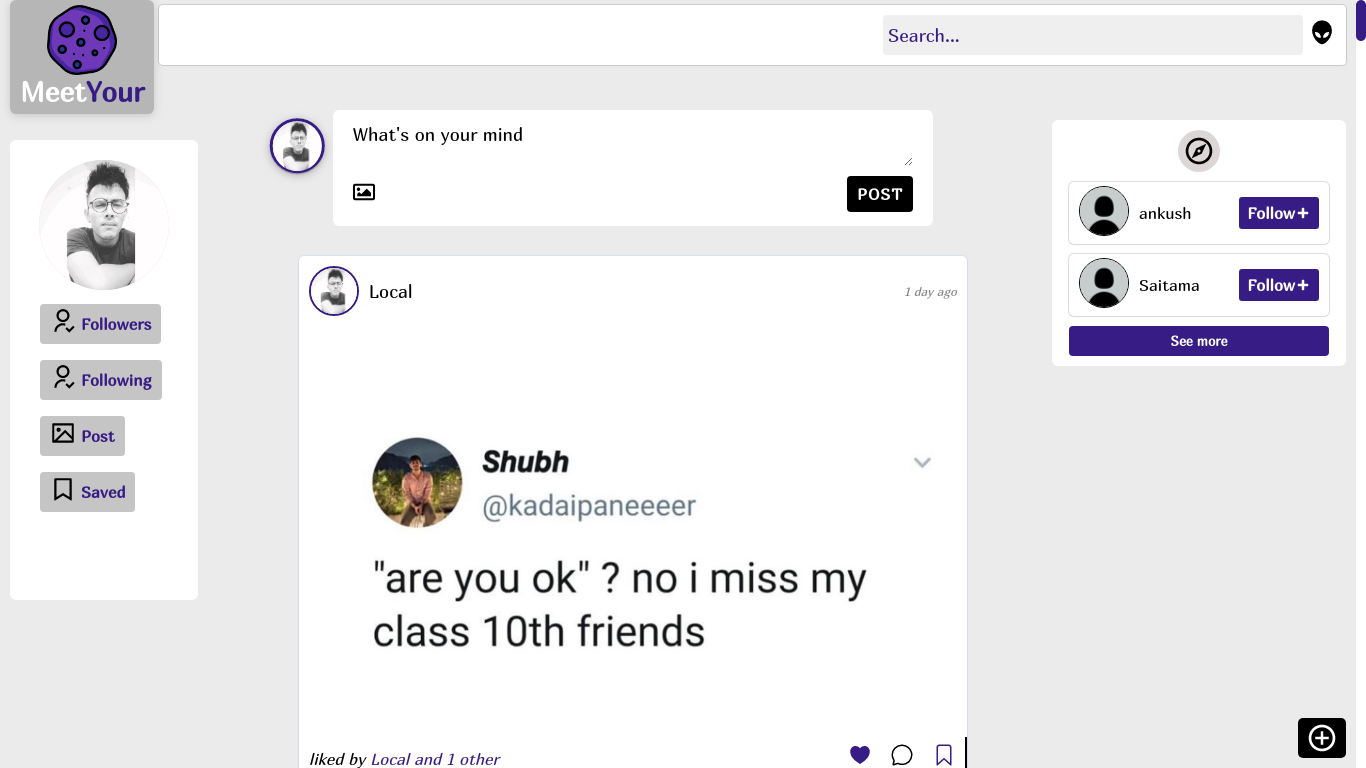 MeetYour
Search...
What's on your mind
POST
Followers
Following
Post
Saved
Local
1 day ago
Shubh
@kadaipaneeeer
"are you ok" ? no i miss my
class 10th friends
liked by Local and 1 other
ankush
Follow+
Saitama
Follow+
See more